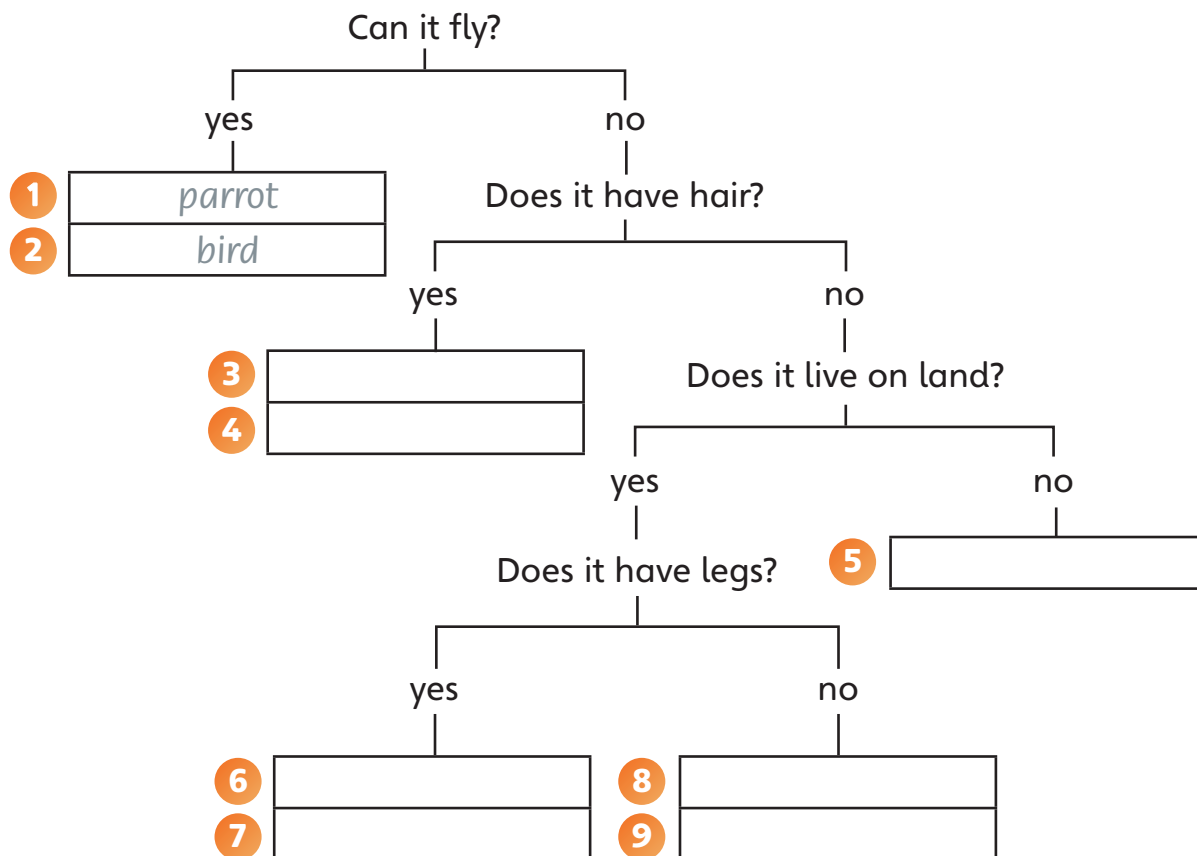 Can it fly?
yes no
1 parrot
2 bird
Does it have hair?
yes no
3
4
Does it live on land?
yes no
5
Does it have legs?
yes no
6
7
8
9